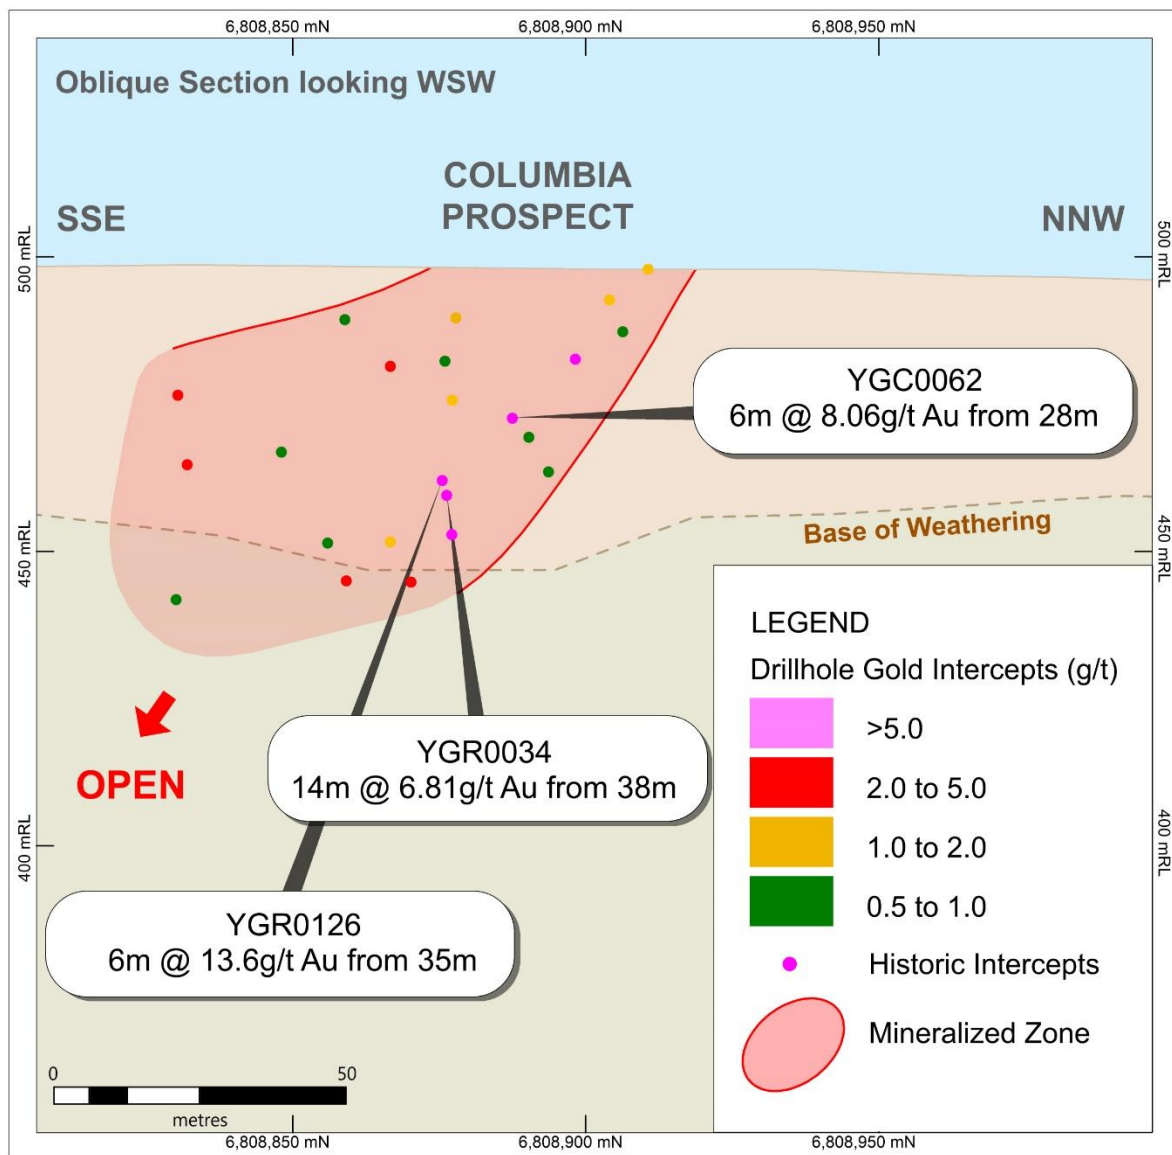 6,808,850 mN
6,808,900 mN
6,808,950 mN
Oblique Section looking WSW
COLUMBIA
PROSPECT
SSE
NNW
500 mRL
500 mRL
YGC0062
6m @ 8.06g/t Au from 28m
Base of Weathering
450 mRL
450 mRL
LEGEND
Drillhole Gold Intercepts (g/t)
>5.0
2.0 to 5.0
1.0 to 2.0
0.5 to 1.0
Historic Intercepts
Mineralized Zone
OPEN
YGR0034
14m @ 6.81g/t Au from 38m
400 mRL
400 mRL
YGR0126
6m @ 13.6g/t Au from 35m
0
50
metres
6,808,850 mN
6,808,900 mN
6,808,950 mN